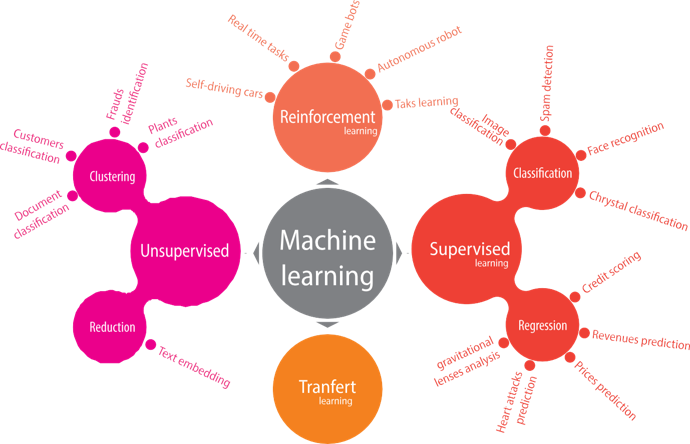 Real time tasks
Game bots
Autonomous robot
Self-driving cars
Taks learning
Reinforcement
learning
Frauds
identification
Plants
classification
Customers
classification
Document
classification
Clustering
Unsupervised
Reduction
Text embedding
Machine
learning
Tranfert
learning
Supervised
learning
Classification
Image
classification
Spam detection
Face recognition
Chrystal classification
Regression
Credit scoring
Revenues prediction
Prices prediction
Heart attacks
prediction
gravitational
lenses analysis